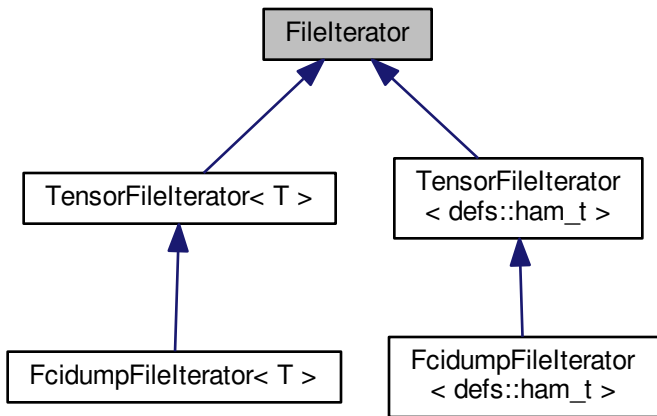 FileIterator
TensorFileIterator< T >
TensorFileIterator
< defs::ham_t >
FcidumpFileIterator< T >
FcidumpFileIterator
< defs::ham_t >